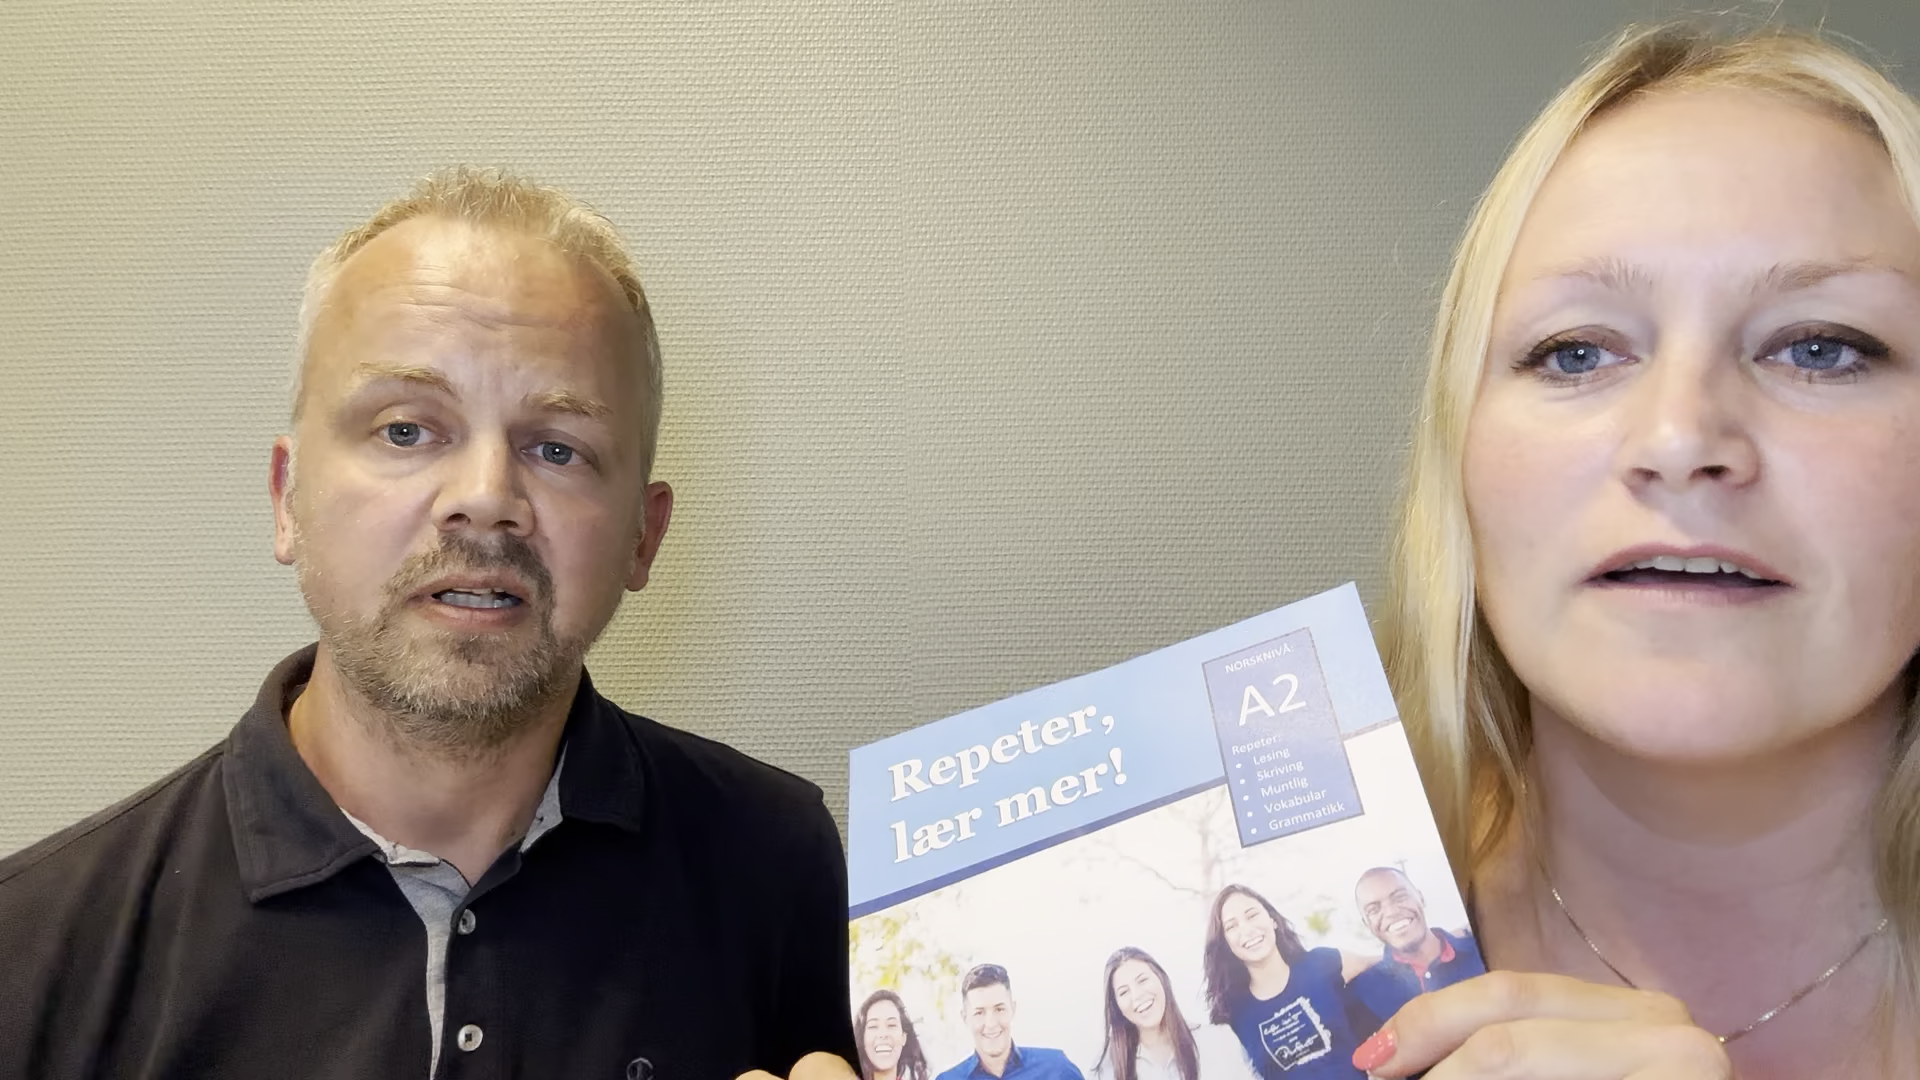 Repeter,
lær mer!
NORSKNIVÅ:
A2
Repeter:
• Lesing
• Skriving
• Muntlig
• Vokabular
• Grammatikk